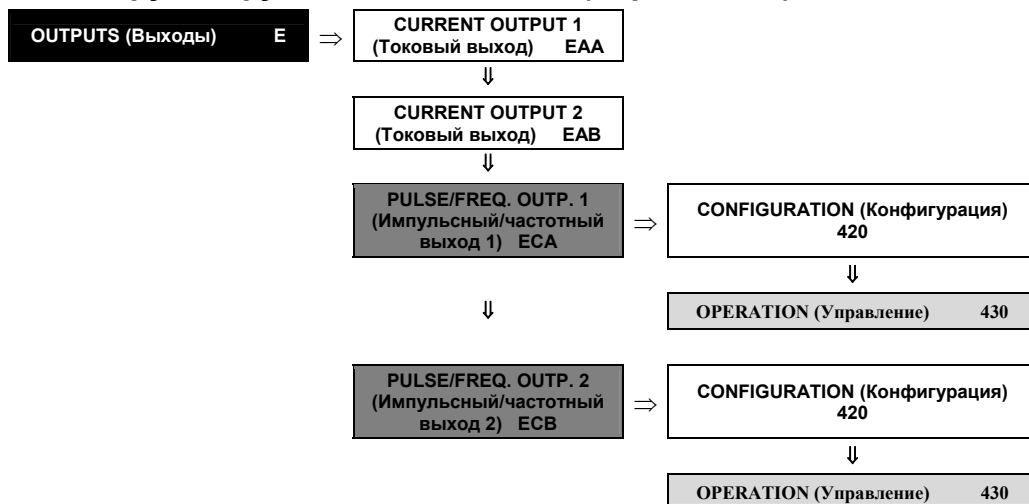 OUTPUTS (Выходы) E ⇒
CURRENT OUTPUT 1
(Токовый выход) EAA
⇓
CURRENT OUTPUT 2
(Токовый выход) EAB
⇓
PULSE/FREQ. OUTP. 1
(Импульсный/частотный
выход 1) ECA
⇒
CONFIGURATION (Конфигурация)
420
⇓
OPERATION (Управление) 430
⇓
PULSE/FREQ. OUTP. 2
(Импульсный/частотный
выход 2) ECB
⇒
CONFIGURATION (Конфигурация)
420
⇓
OPERATION (Управление) 430